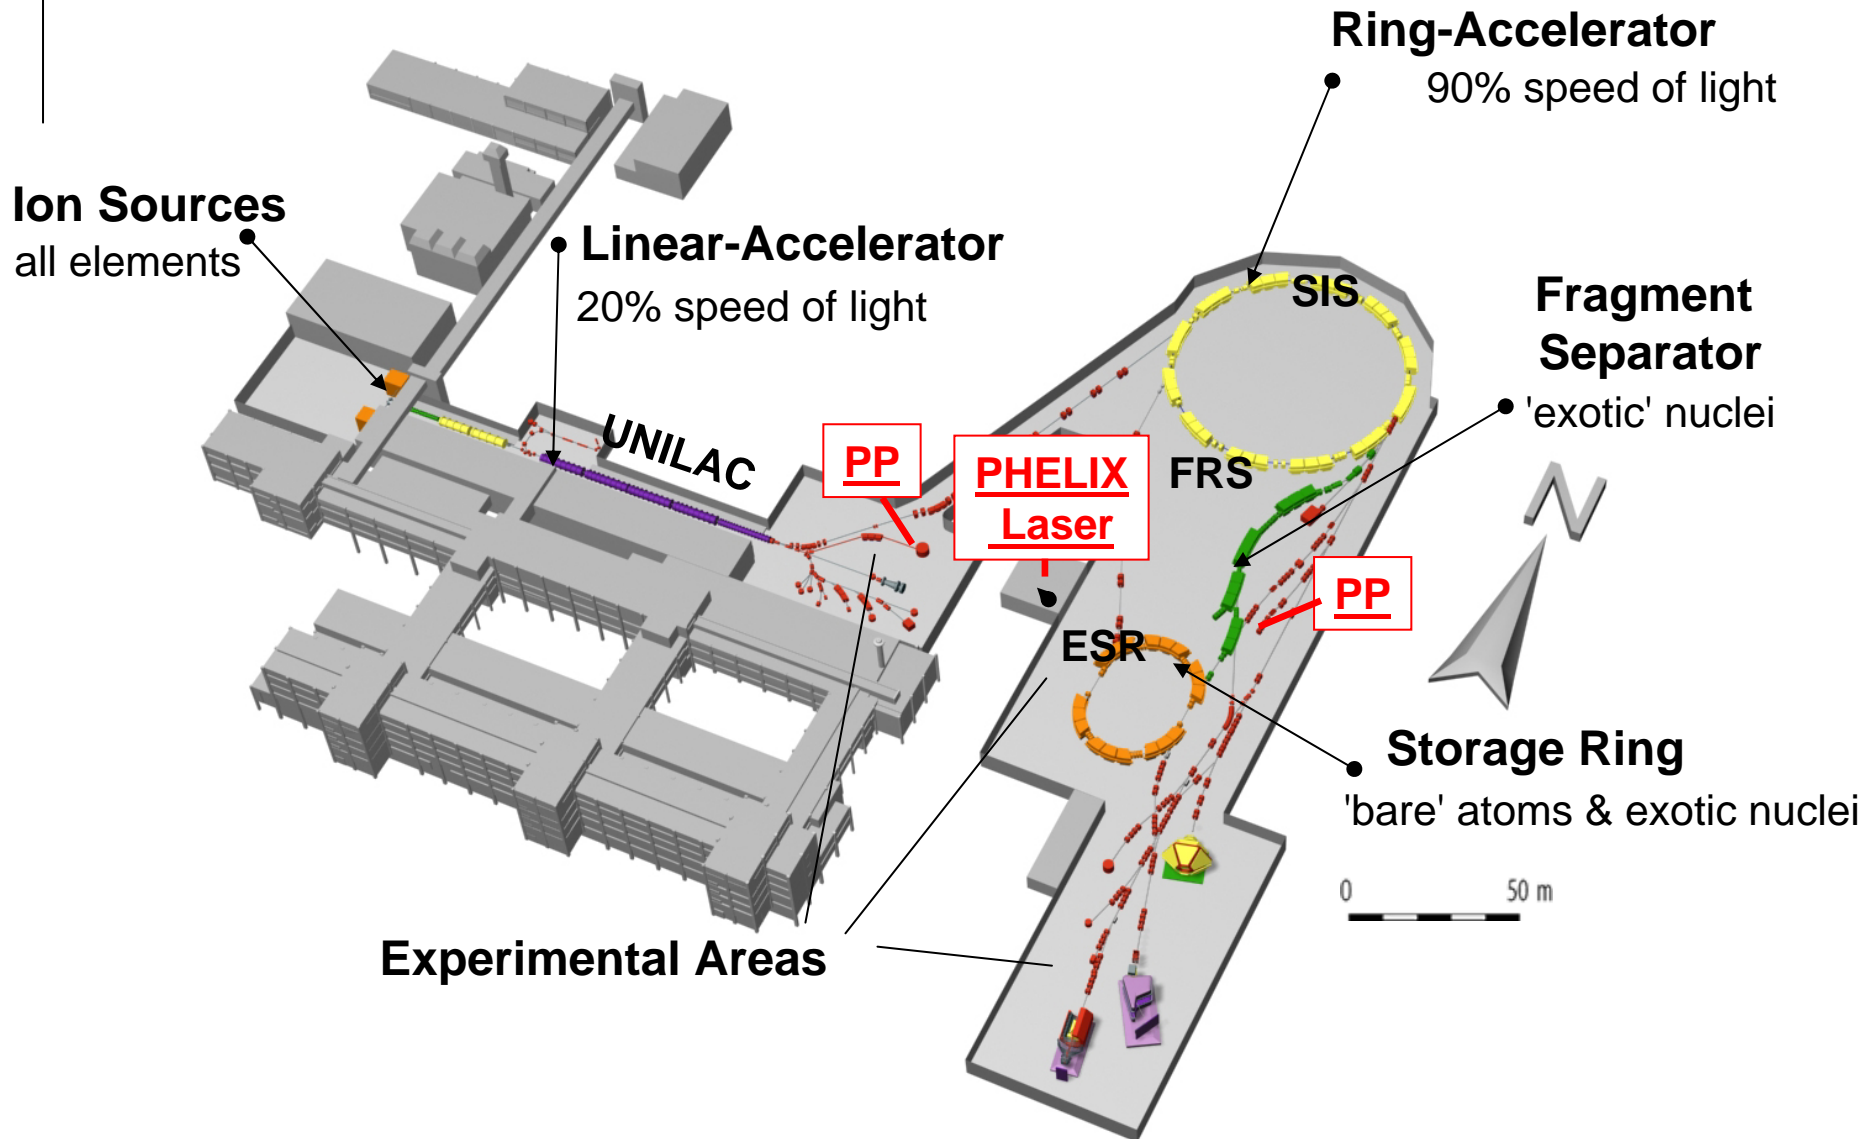 Ring-Accelerator
90% speed of light
Ion Sources
all elements
Linear-Accelerator
20% speed of light
SIS
Fragment
Separator
'exotic' nuclei
UNILAC
PP
PHELIX
Laser
FRS
N
PP
ESR
Storage Ring
'bare' atoms & exotic nuclei
0 50 m
Experimental Areas